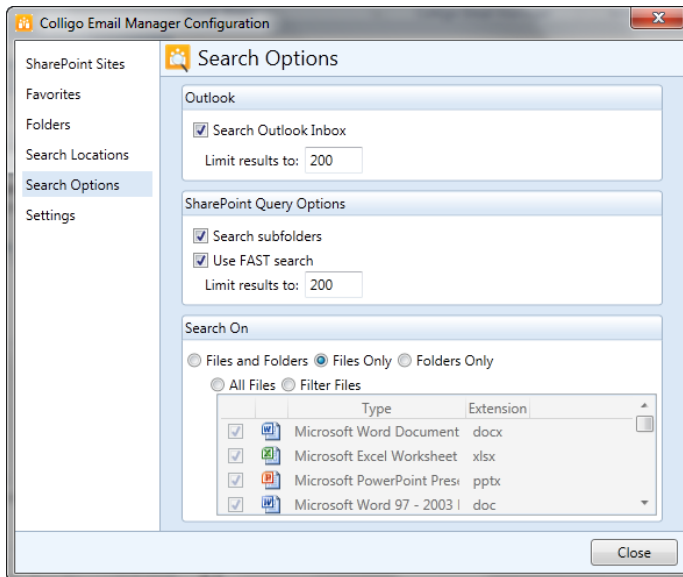 Colligo Email Manager Configuration
SharePoint Sites
Favorites
Folders
Search Locations
Search Options
Settings
Search Options
Outlook
Search Outlook Inbox
Limit results to: 200
SharePoint Query Options
Search subfolders
Use FAST search
Limit results to: 200
Search On
Files and Folders Files Only Folders Only
All Files Filter Files
Type Extension
Microsoft Word Document docx
Microsoft Excel Worksheet xlsx
Microsoft PowerPoint Prese pptx
Microsoft Word 97 - 2003 doc
Close